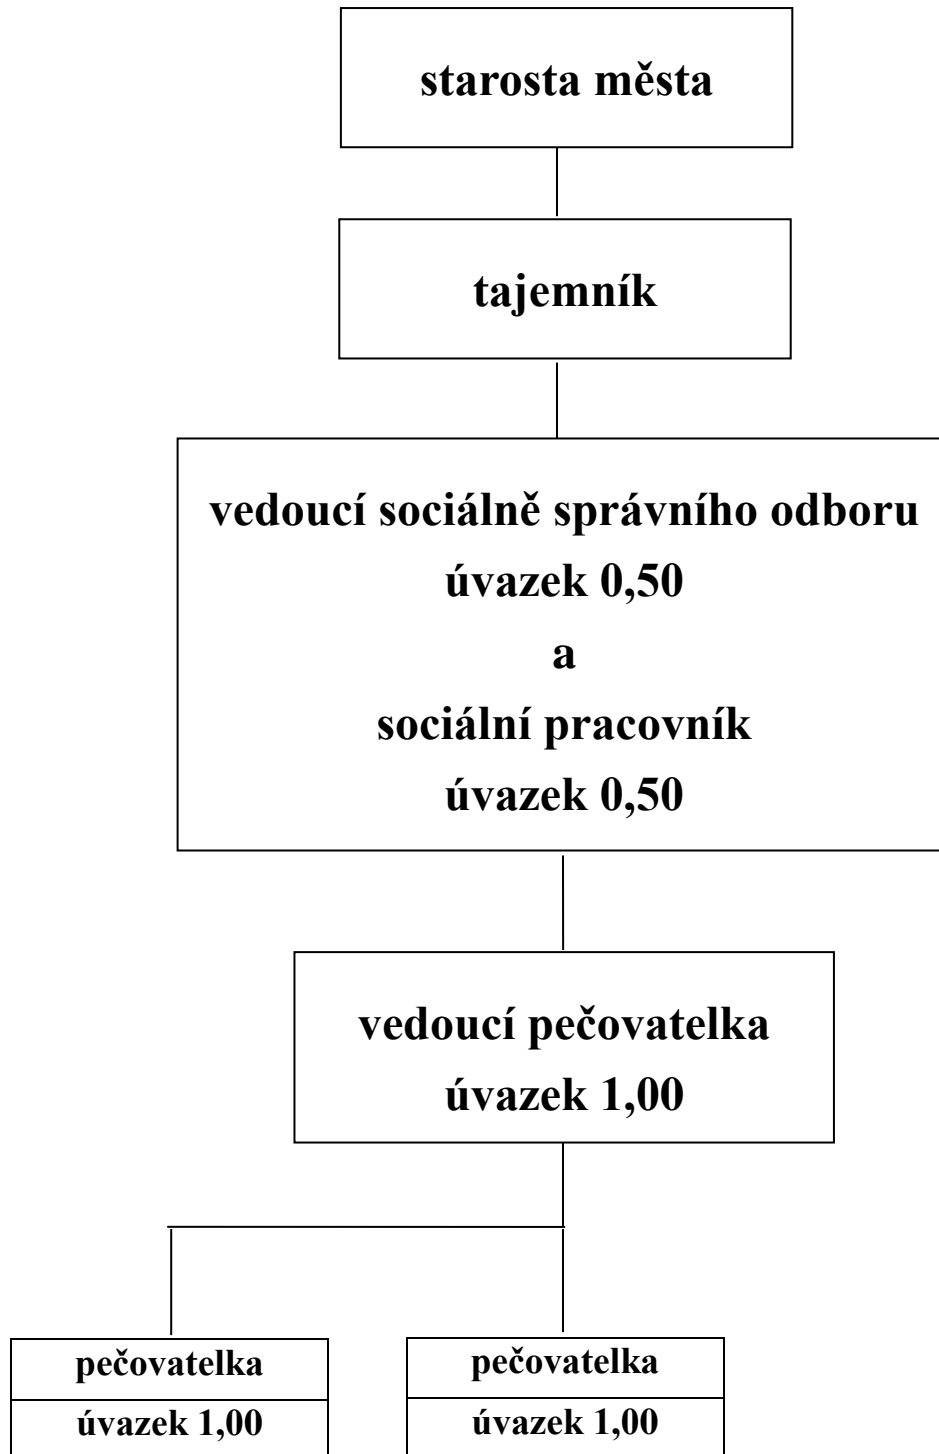 starosta města
tajemník
vedoucí sociálně správního odboru
úvazek 0,50
a
sociální pracovník
úvazek 0,50
vedoucí pečovatelka
úvazek 1,00
pečovatelka
úvazek 1,00
pečovatelka
úvazek 1,00